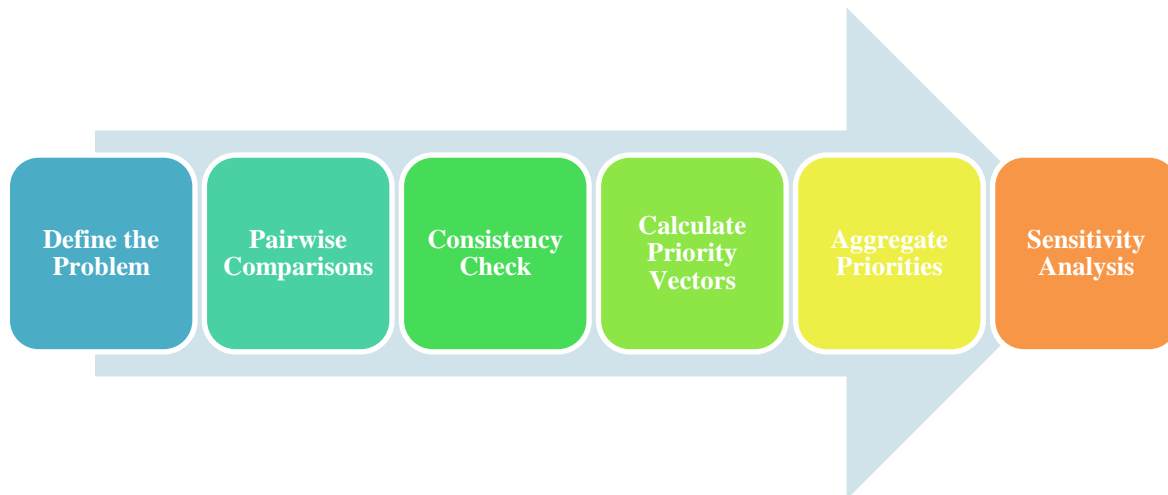 Define the
Problem
Pairwise
Comparisons
Consistency
Check
Calculate
Priority
Vectors
Aggregate
Priorities
Sensitivity
Analysis